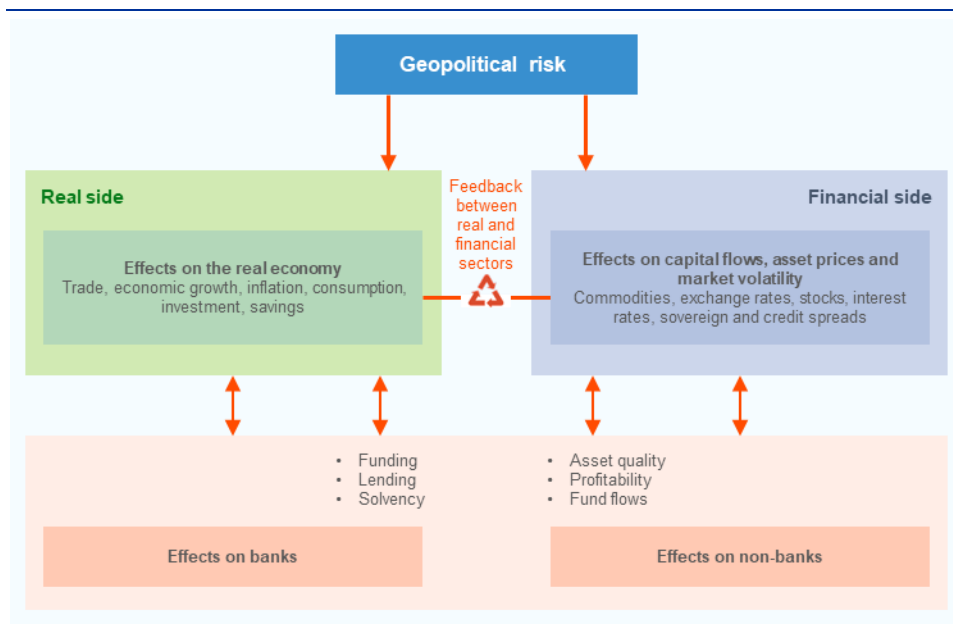 Geopolitical risk
Real side
Effects on the real economy
Trade, economic growth, inflation, consumption,
investment, savings
Feedback
between
real and
financial
sectors
Financial side
Effects on capital flows, asset prices and
market volatility
Commodities, exchange rates, stocks, interest
rates, sovereign and credit spreads
• Funding
• Lending
• Solvency
• Asset quality
• Profitability
• Fund flows
Effects on banks
Effects on non-banks